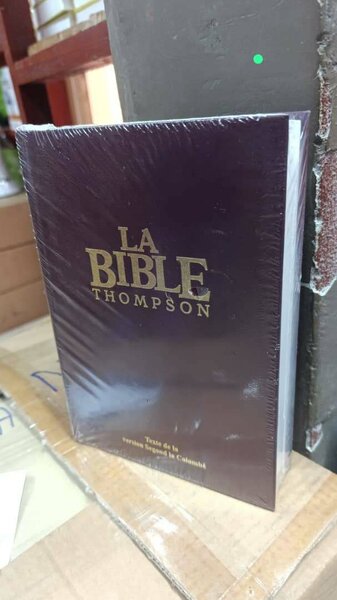 LA
BIBLE
THOMPSON
Texte de la
version Segond la Colombe